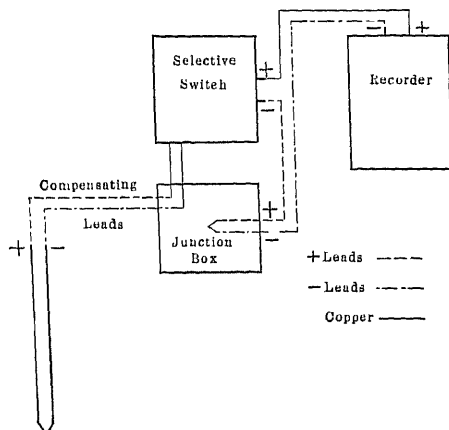 Selective
Switch
+
−
− +
Recorder
Compensating
Leads
+ −
Junction
Box
+
−
+ Leads
− Leads
Copper